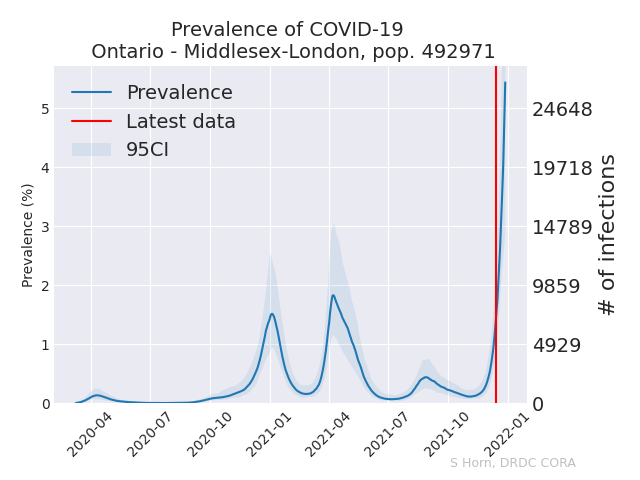 Prevalence of COVID-19
Ontario - Middlesex-London, pop. 492971
Prevalence
Latest data
95CI
Prevalence (%)
5
4
3
2
1
0
24648
19718
14789
9859
4929
0
# of infections
2020-04
2020-07
2020-10
2021-01
2021-04
2021-07
2021-10
2022-01
S Horn, DRDC CORA